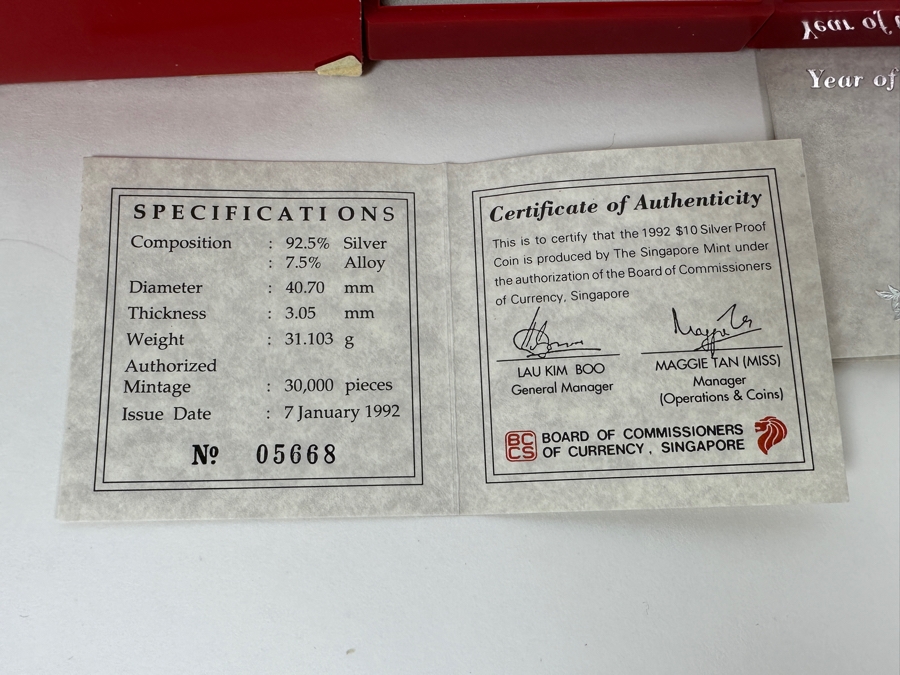 Year of
Year of
SPECIFICATIONS
Composition : 92.5% Silver
: 7.5% Alloy
Diameter : 40.70 mm
Thickness : 3.05 mm
Weight : 31.103 g
Authorized
Mintage : 30,000 pieces
Issue Date : 7 January 1992
Nº 05668
Certificate of Authenticity
This is to certify that the 1992 $10 Silver Proof
Coin is produced by The Singapore Mint under
the authorization of the Board of Commissioners
of Currency, Singapore
LAU KIM BOO
General Manager
MAGGIE TAN (MISS)
Manager
(Operations & Coins)
BC
CS
BOARD OF COMMISSIONERS
OF CURRENCY, SINGAPORE